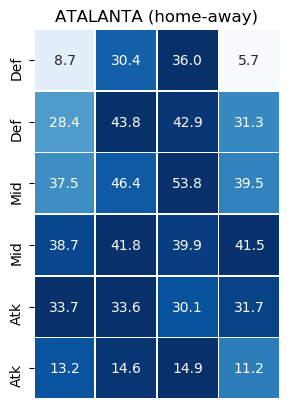 ATALANTA (home-away)
Def 8.7 30.4 36.0 5.7
Def 28.4 43.8 42.9 31.3
Mid 37.5 46.4 53.8 39.5
Mid 38.7 41.8 39.9 41.5
Atk 33.7 33.6 30.1 31.7
Atk 13.2 14.6 14.9 11.2